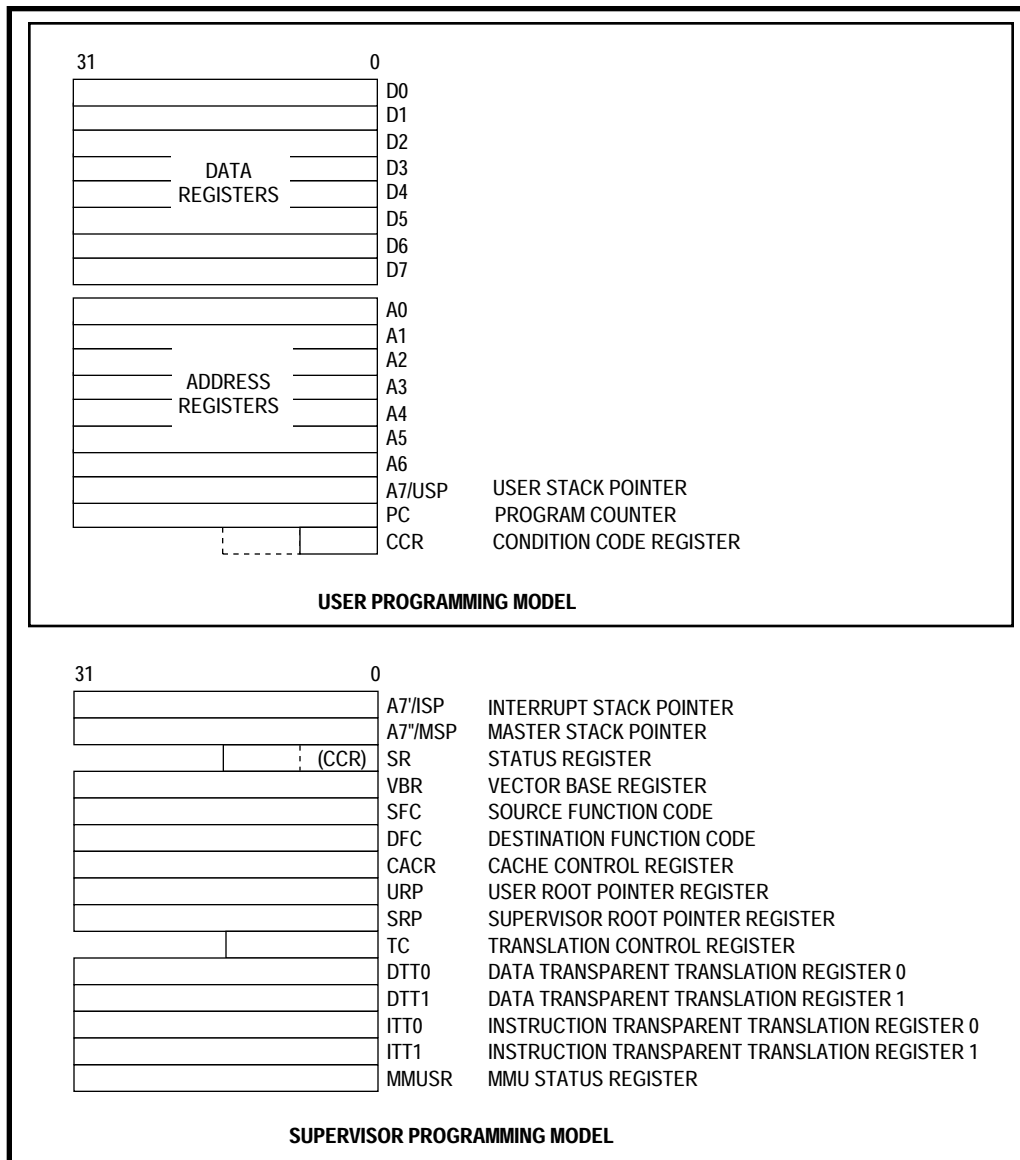 31 0
D0
D1
D2
DATA D3
REGISTERS D4
D5
D6
D7
A0
A1
A2
ADDRESS A3
REGISTERS A4
A5
A6
A7/USP USER STACK POINTER
PC PROGRAM COUNTER
CCR CONDITION CODE REGISTER
USER PROGRAMMING MODEL
31 0
A7'/ISP INTERRUPT STACK POINTER
A7"/MSP MASTER STACK POINTER
(CCR) SR STATUS REGISTER
VBR VECTOR BASE REGISTER
SFC SOURCE FUNCTION CODE
DFC DESTINATION FUNCTION CODE
CACR CACHE CONTROL REGISTER
URP USER ROOT POINTER REGISTER
SRP SUPERVISOR ROOT POINTER REGISTER
TC TRANSLATION CONTROL REGISTER
DTT0 DATA TRANSPARENT TRANSLATION REGISTER 0
DTT1 DATA TRANSPARENT TRANSLATION REGISTER 1
ITT0 INSTRUCTION TRANSPARENT TRANSLATION REGISTER 0
ITT1 INSTRUCTION TRANSPARENT TRANSLATION REGISTER 1
MMUSR MMU STATUS REGISTER
SUPERVISOR PROGRAMMING MODEL